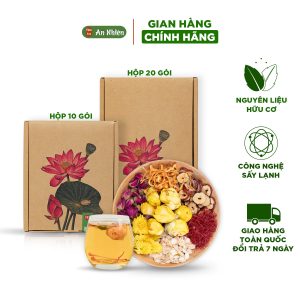 An Nhiên
GIAN HÀNG
CHÍNH HÃNG
HỘP 20 GÓI
HỘP 10 GÓI
NGUYÊN LIỆU
HỮU CƠ
CÔNG NGHỆ
SẤY LẠNH
GIAO HÀNG
TOÀN QUỐC
ĐỔI TRẢ 7 NGÀY